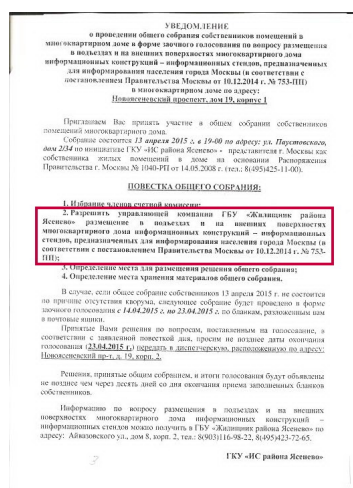 УВЕДОМЛЕНИЕ
о проведении общего собрания собственников помещений в
многоквартирном доме в форме заочного голосования по вопросу размещения
в подъездах и на внешних поверхностях многоквартирного дома
информационных конструкций – информационных стендов, предназначенных
для информирования населения города Москвы (в соответствии с
постановлением Правительства Москвы от 10.12.2014 г. № 753-ПП)
в многоквартирном доме по адресу:
Новоясеневский проспект, дом 19, корпус 1
Приглашаем Вас принять участие в общем собрании собственников
помещений многоквартирного дома.
Собрание состоится 13 апреля 2015 г. в 19-00 по адресу: ул. Паустовского,
дом 2/34 по инициативе ГКУ «ИС района Ясенево» - представителя г. Москвы как
собственника жилых помещений в доме на основании Распоряжения
Правительства г. Москвы № 1040-РП от 14.05.2008 г. тел.: 8(495)425-11-00).
ПОВЕСТКА ОБЩЕГО СОБРАНИЯ:
1. Избрание членов счетной комиссии;
2. Разрешить управляющей компании ГБУ «Жилищник района
Ясенево» размещение в подъездах и на внешних поверхностях
многоквартирного дома информационных конструкций – информационных
стендов, предназначенных для информирования населения города Москвы (в
соответствии с постановлением Правительства Москвы от 10.12.2014 г. № 753-
ПП);
3. Определение места для размещения решения общего собрания;
4. Определение места хранения материалов общего собрания.
В случае, если общее собрание собственников 13 апреля 2015 г. не состоится
по причине отсутствия кворума, следующее собрание будет проведено в форме
заочного голосования с 14.04.2015 г. по 23.04.2015 г. по бланкам, разложенным вам
в почтовые ящики.
Принятые Вами решения по вопросам, поставленным на голосование, в
соответствии с заявленной повесткой дня, просим не позднее даты окончания
голосования (23.04.2015 г.) передать в диспетчерскую, расположенную по адресу:
Новоясеневский пр-т, д. 19, корп. 2.
Решения, принятые общим собранием, и итоги голосования будут объявлены
не позднее чем через десять дней со дня окончания приема заполненных бланков
собственников.
Информацию по вопросу размещения в подъездах и на внешних
поверхностях многоквартирного дома информационных конструкций –
информационных стендов можно получить в ГБУ «Жилищник района Ясенево» по
адресу: Айвазовского ул., дом 8, корп. 2, тел.: 8(903)116-98-22, 8(495)423-72-65.
ГКУ «ИС района Ясенево»